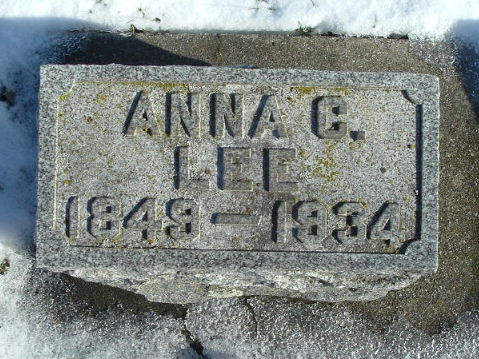 ANNA C.
LEE
1849 – 1934